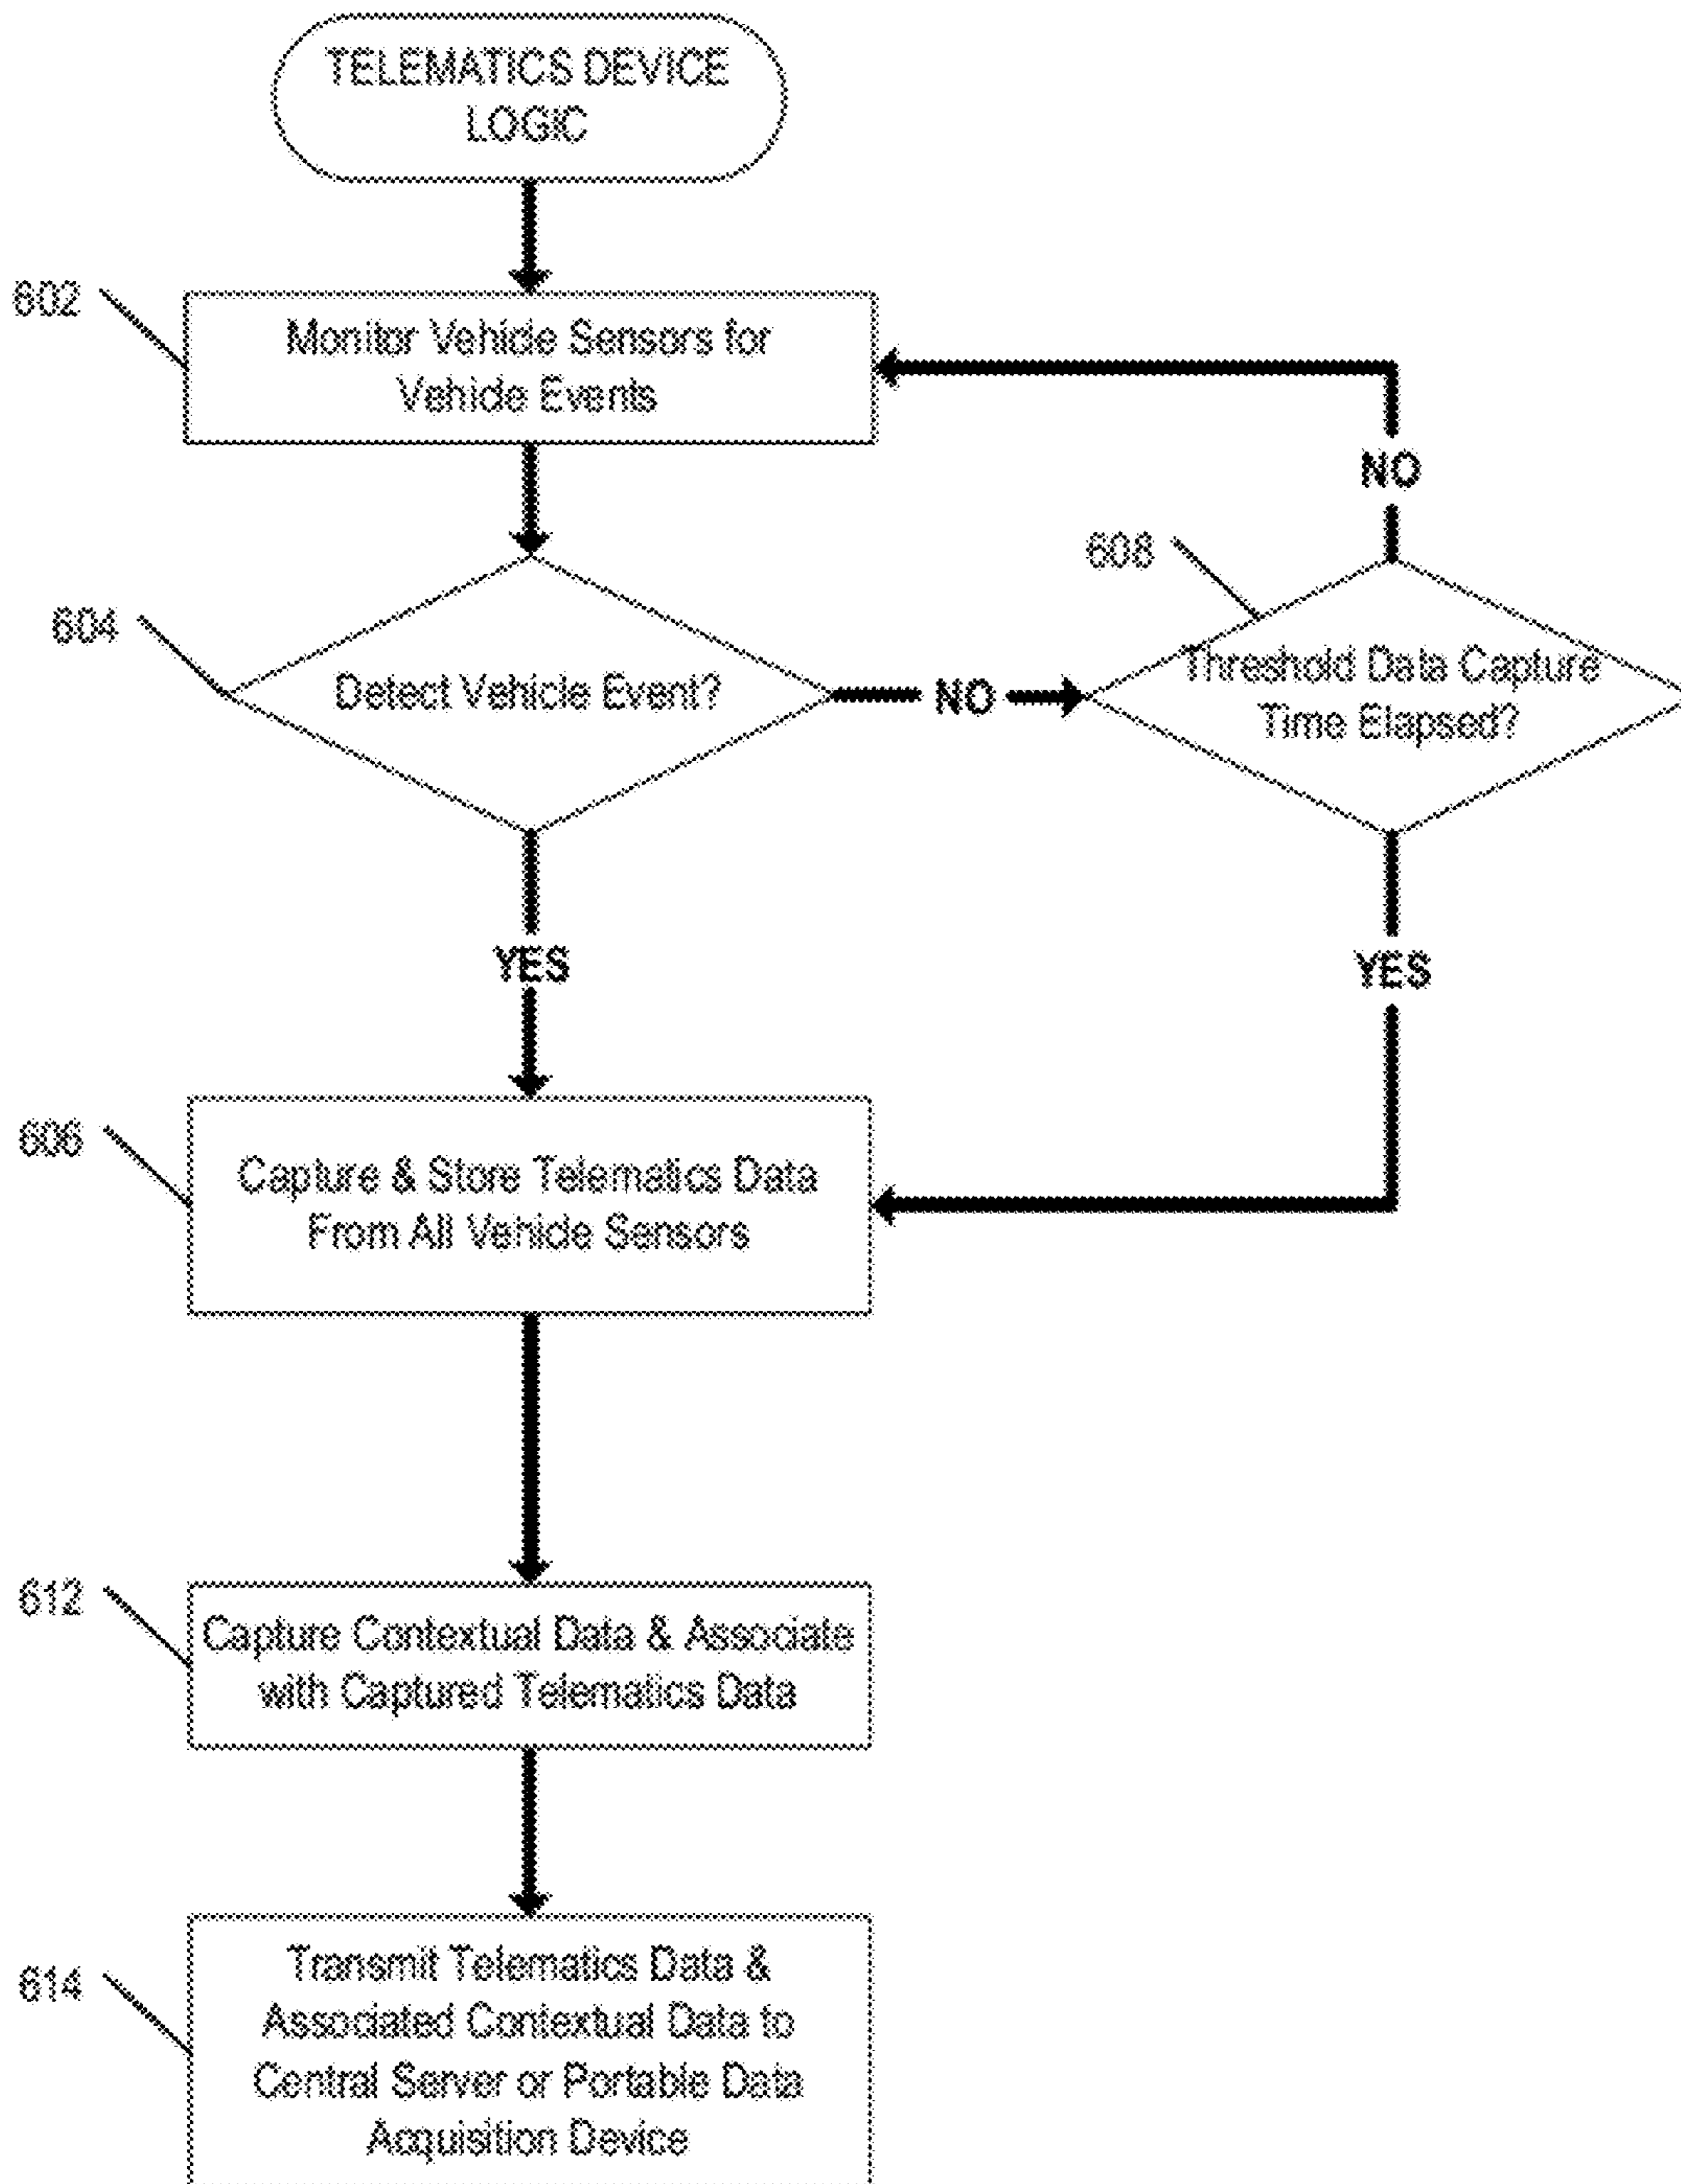 TELEMATICS DEVICE
LOGIC
602
Monitor Vehicle Sensors for
Vehicle Events
NO
608
604
Detect Vehicle Event?
NO
Threshold Data Capture
Time Elapsed?
YES
YES
606
Capture & Store Telematics Data
From All Vehicle Sensors
612
Capture Contextual Data & Associate
with Captured Telematics Data
614
Transmit Telematics Data &
Associated Contextual Data to
Central Server or Portable Data
Acquisition Device